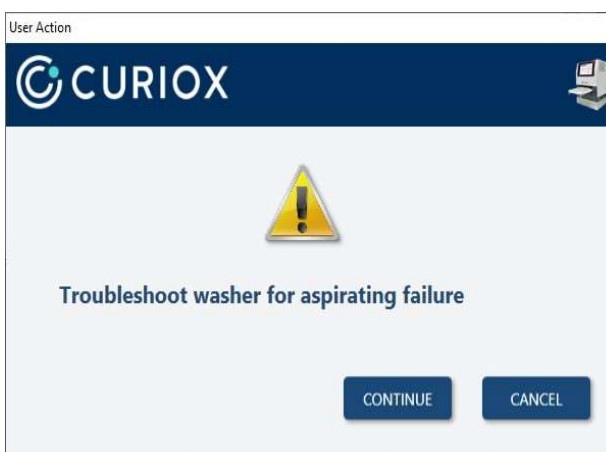 User Action
CURIOX
Troubleshoot washer for aspirating failure
CONTINUE
CANCEL